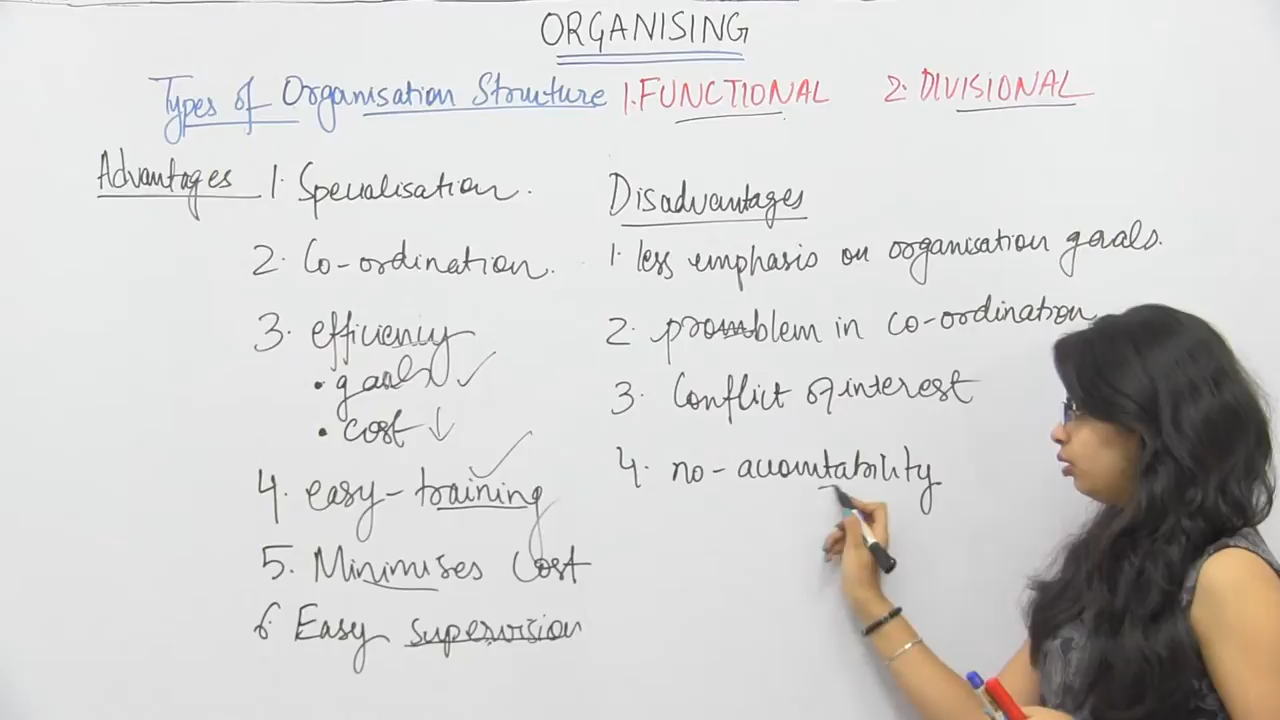 ORGANISING
Types of Organisation Structure 1. FUNCTIONAL 2. DIVISIONAL
Advantages 1. Specialisation.
2. Co-ordination.
3. efficiency
• goals ✓
• cost ↓
4. easy - training ✓
5. Minimises Cost
6 Easy supervision
Disadvantages
1. less emphasis on organisation goals.
2. problem in co-ordination
3. Conflict of interest
4. no - accountability